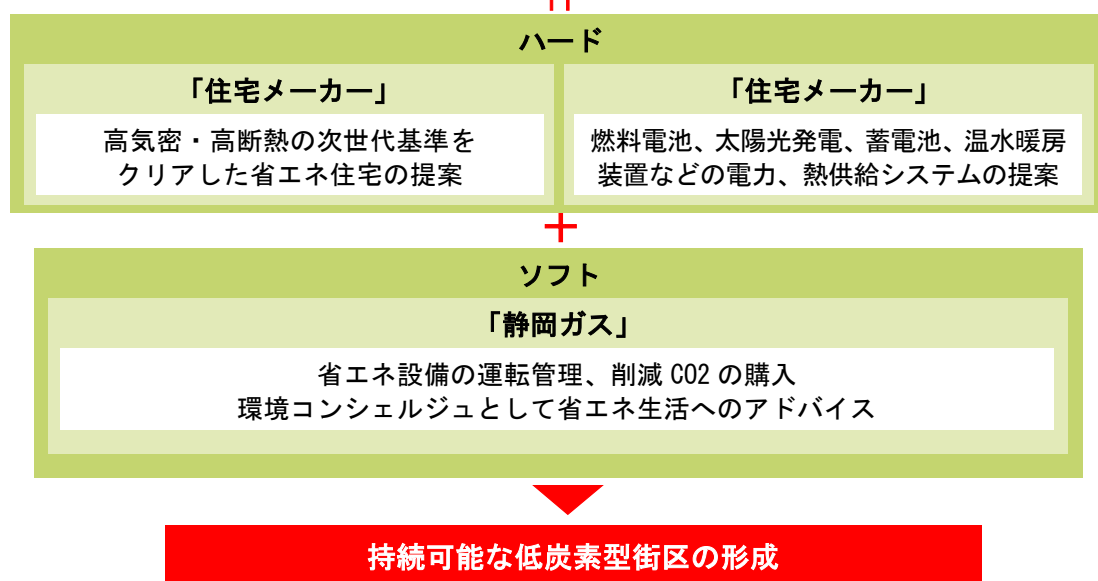 ハード
「住宅メーカー」
高気密・高断熱の次世代基準を
クリアした省エネ住宅の提案
「住宅メーカー」
燃料電池、太陽光発電、蓄電池、温水暖房
装置などの電力、熱供給システムの提案
＋
ソフト
「静岡ガス」
省エネ設備の運転管理、削減 CO2 の購入
環境コンシェルジュとして省エネ生活へのアドバイス
持続可能な低炭素型街区の形成